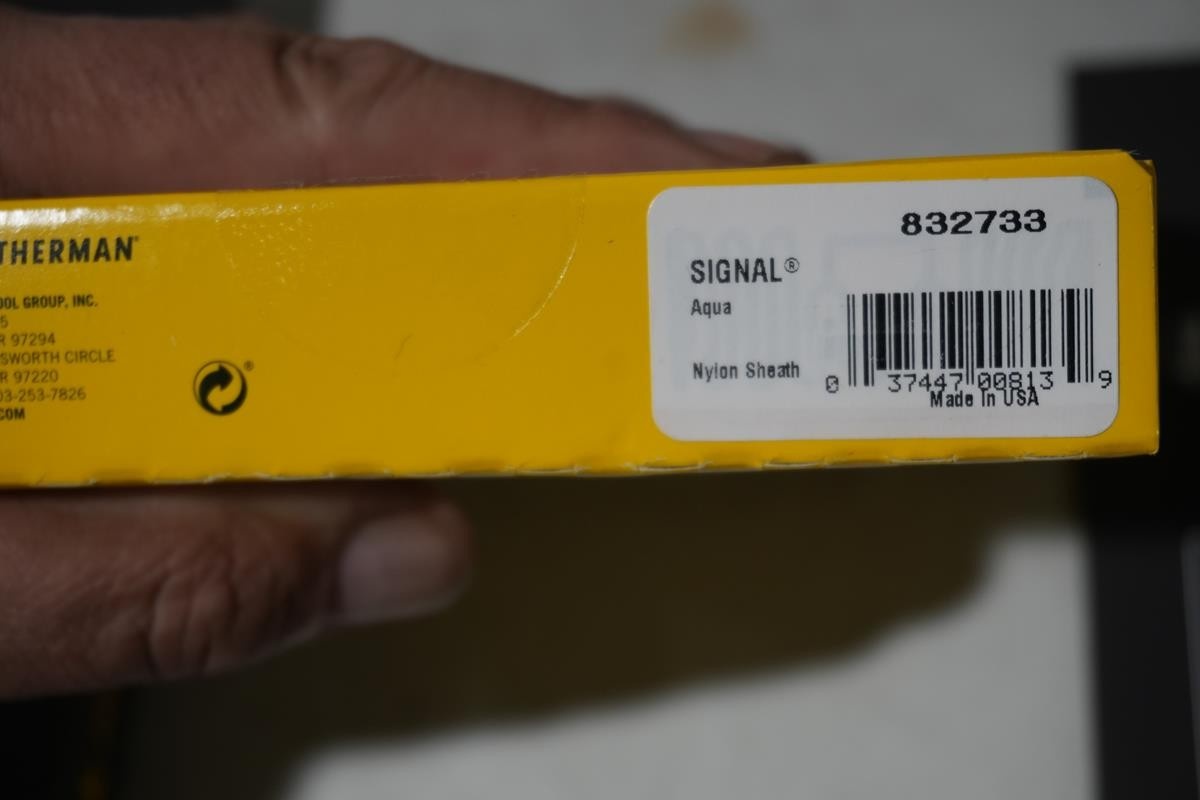 THERMAN®
OOL GROUP, INC.
5
R 97294
SWORTH CIRCLE
R 97220
03-253-7826
COM
®
832733
SIGNAL®
Aqua
Nylon Sheath
0 37447 00813 9
Made In USA